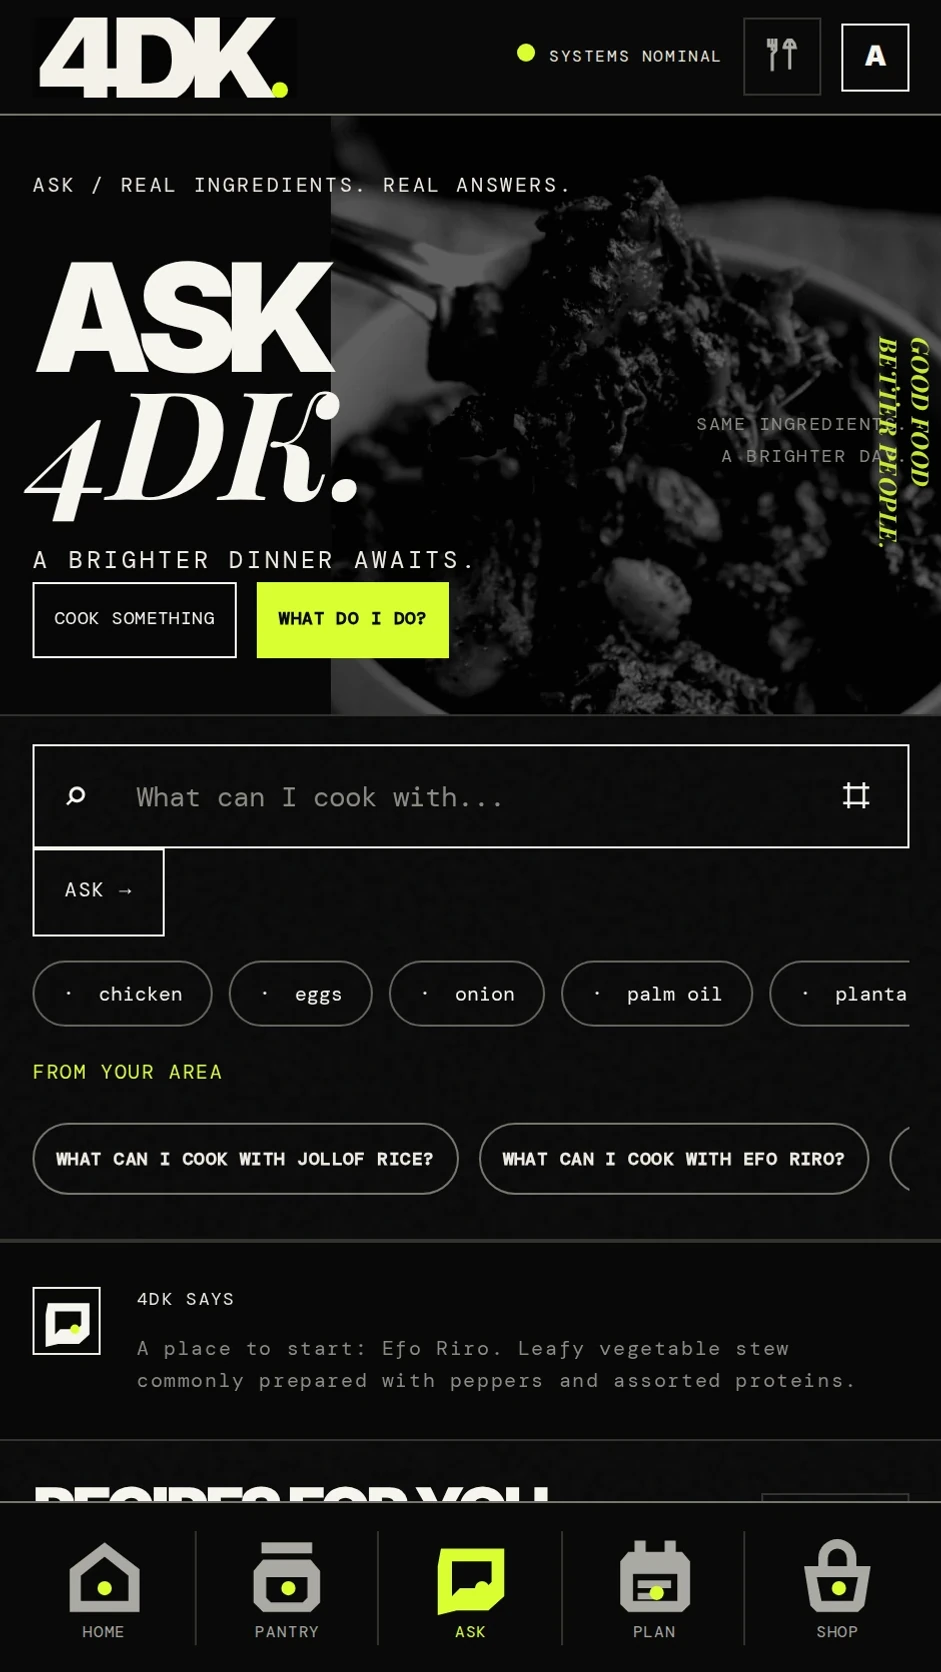 4DK.
SYSTEMS NOMINAL
A
ASK / REAL INGREDIENTS. REAL ANSWERS.
ASK
4DK.
GOOD FOOD
BETTER PEOPLE.
SAME INGREDIENTS.
A BRIGHTER DAY.
A BRIGHTER DINNER AWAITS.
COOK SOMETHING
WHAT DO I DO?
What can I cook with...
ASK →
· chicken
· eggs
· onion
· palm oil
· planta
FROM YOUR AREA
WHAT CAN I COOK WITH JOLLOF RICE?
WHAT CAN I COOK WITH EFO RIRO?
4DK SAYS
A place to start: Efo Riro. Leafy vegetable stew
commonly prepared with peppers and assorted proteins.
RECIPES FOR YOU
HOME
PANTRY
ASK
PLAN
SHOP